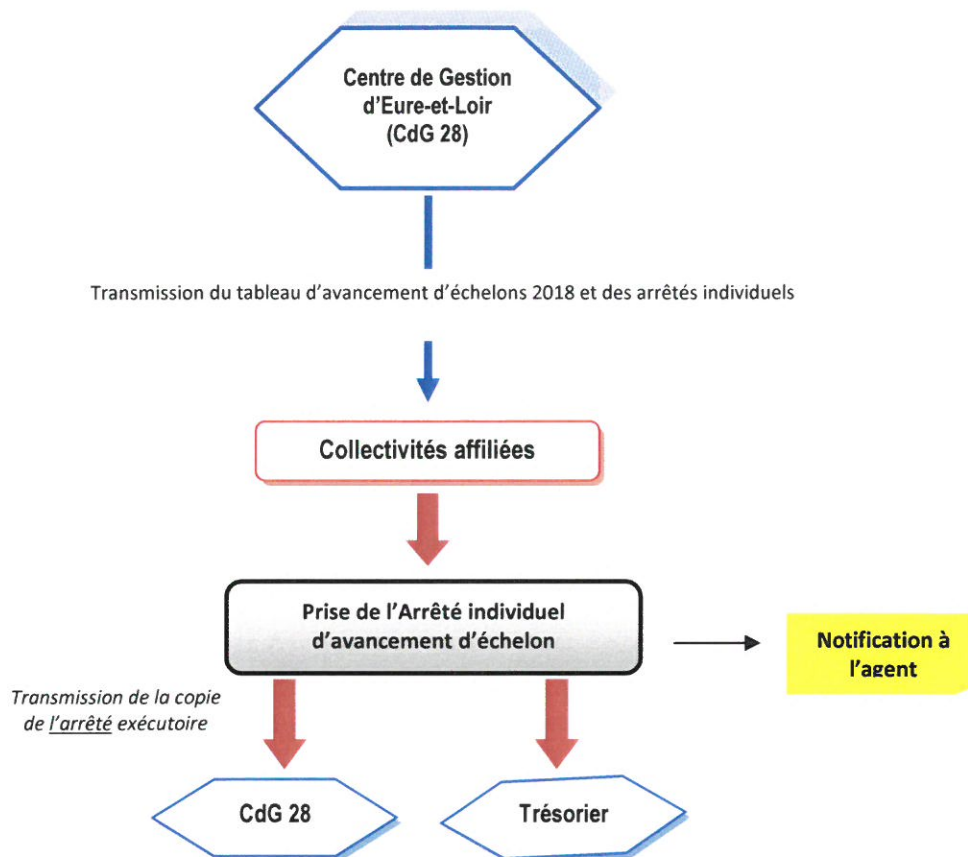 Centre de Gestion
d'Eure-et-Loir
(CdG 28)
Transmission du tableau d'avancement d'échelons 2018 et des arrêtés individuels
Collectivités affiliées
Prise de l'Arrêté individuel
d'avancement d'échelon
Notification à
l'agent
Transmission de la copie
de l'arrêté exécutoire
CdG 28
Trésorier